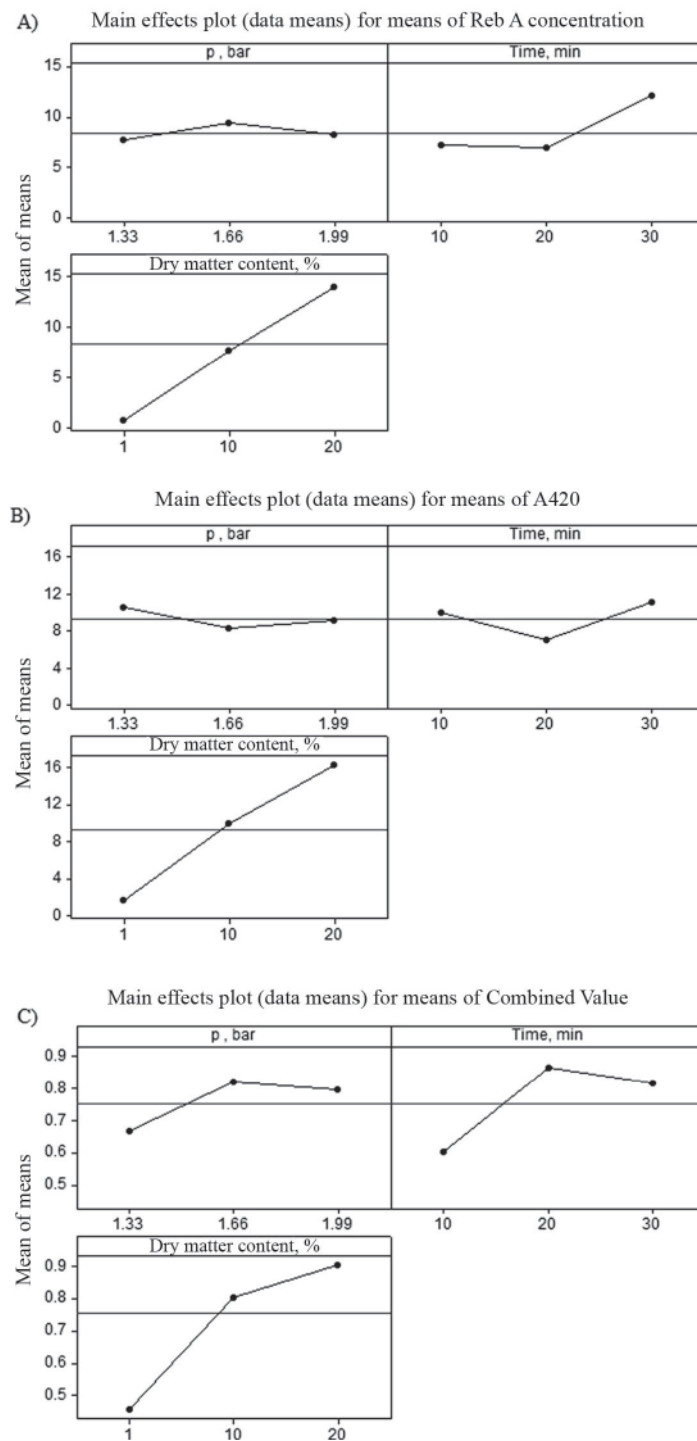 A)
Main effects plot (data means) for means of Reb A concentration
Mean of means
p , bar
Time, min
15
10
5
0
1.33 1.66 1.99
10 20 30
Dry matter content, %
15
10
5
0
1 10 20
B)
Main effects plot (data means) for means of A420
Mean of means
p , bar
Time, min
16
12
8
4
0
1.33 1.66 1.99
10 20 30
Dry matter content, %
16
12
8
4
0
1 10 20
C)
Main effects plot (data means) for means of Combined Value
Mean of means
p , bar
Time, min
0.9
0.8
0.7
0.6
0.5
1.33 1.66 1.99
10 20 30
Dry matter content, %
0.9
0.8
0.7
0.6
0.5
1 10 20